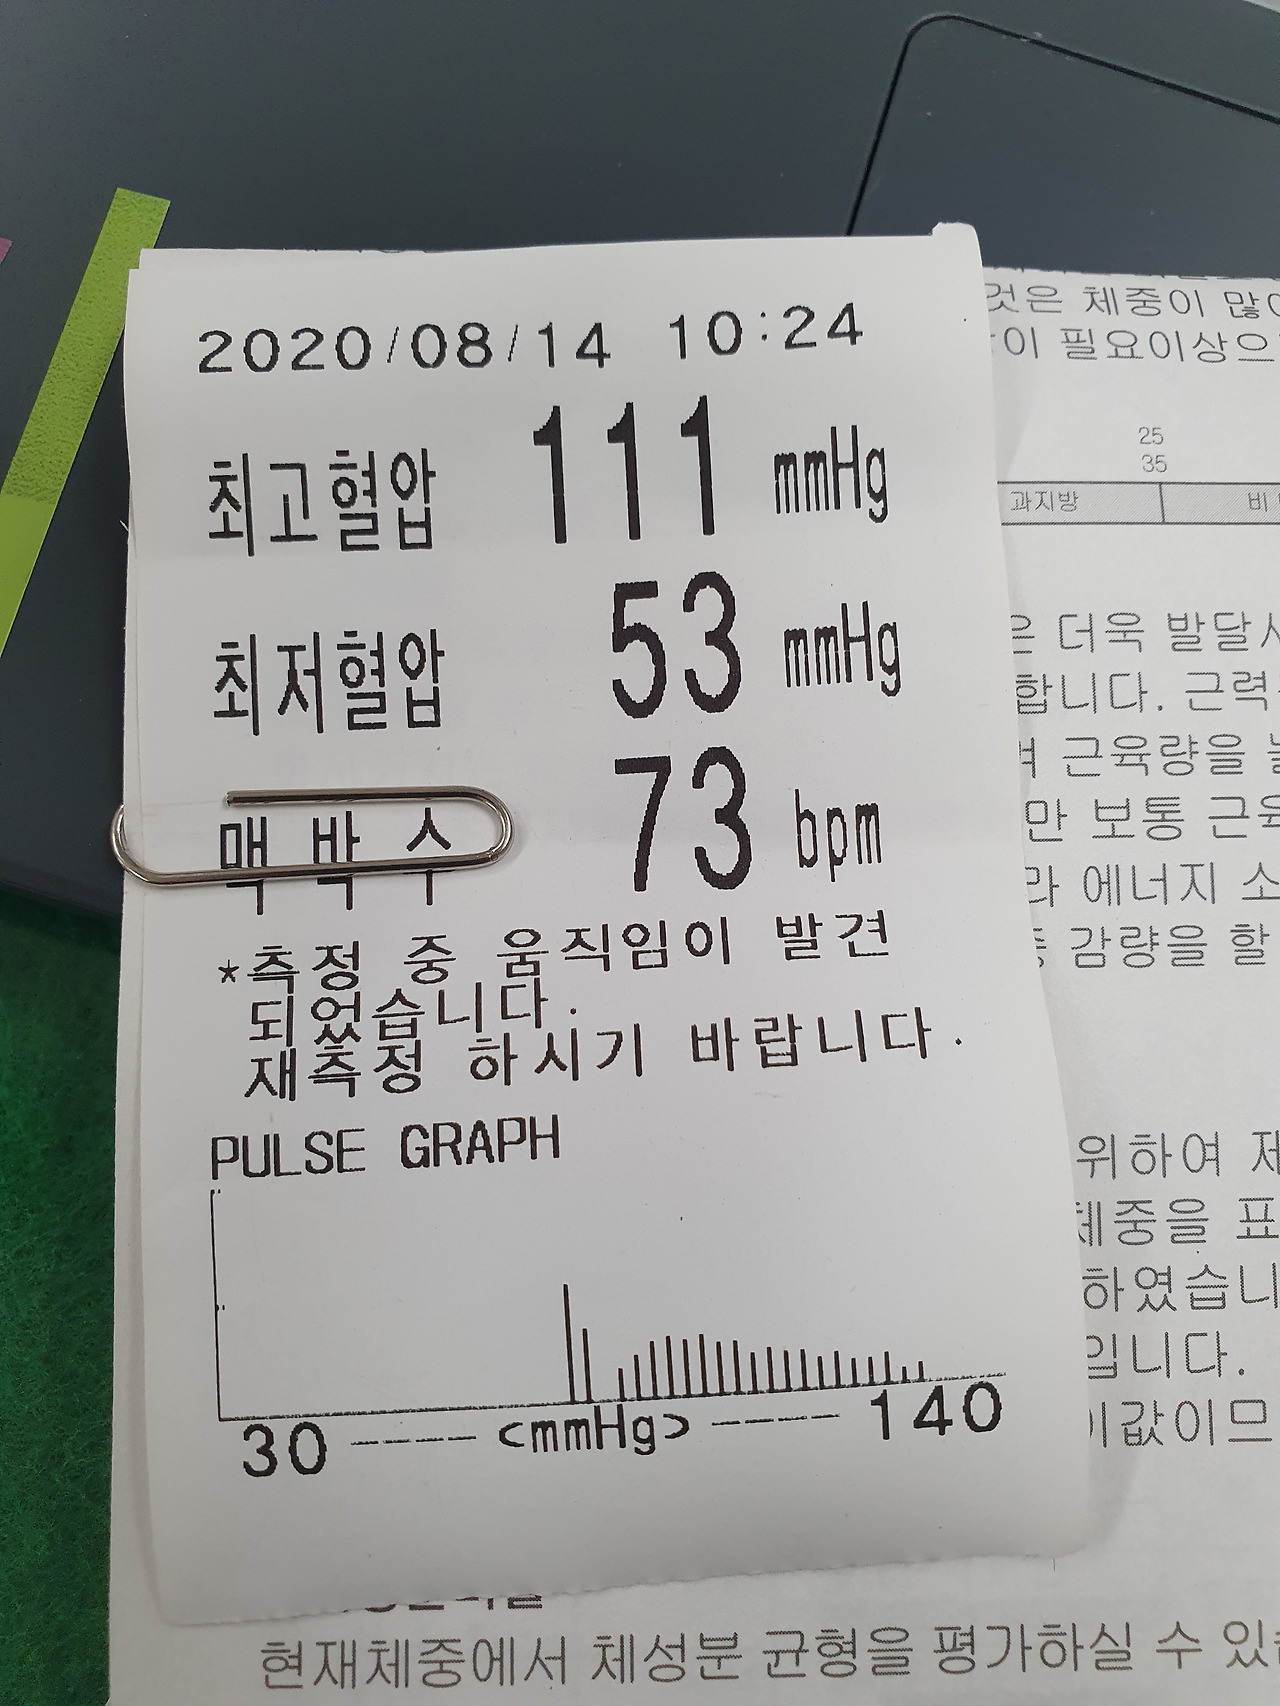 2020/08/14 10:24
최고혈압 111 mmHg
최저혈압 53 mmHg
맥박수 73 bpm
*측정 중 움직임이 발견
되었습니다.
재측정 하시기 바랍니다.
PULSE GRAPH
30 ---- <mmHg> ---- 140
것은 체중이 많
이 필요이상으
25
35
과지방
비
은 더욱 발달
합니다. 근력
며 근육량을
만 보통 근육
라 에너지 소
감량을 할
위하여 제
체중을 표
하였습니
입니다.
이값이므
현재체중에서 체성분 균형을 평가하실 수 있